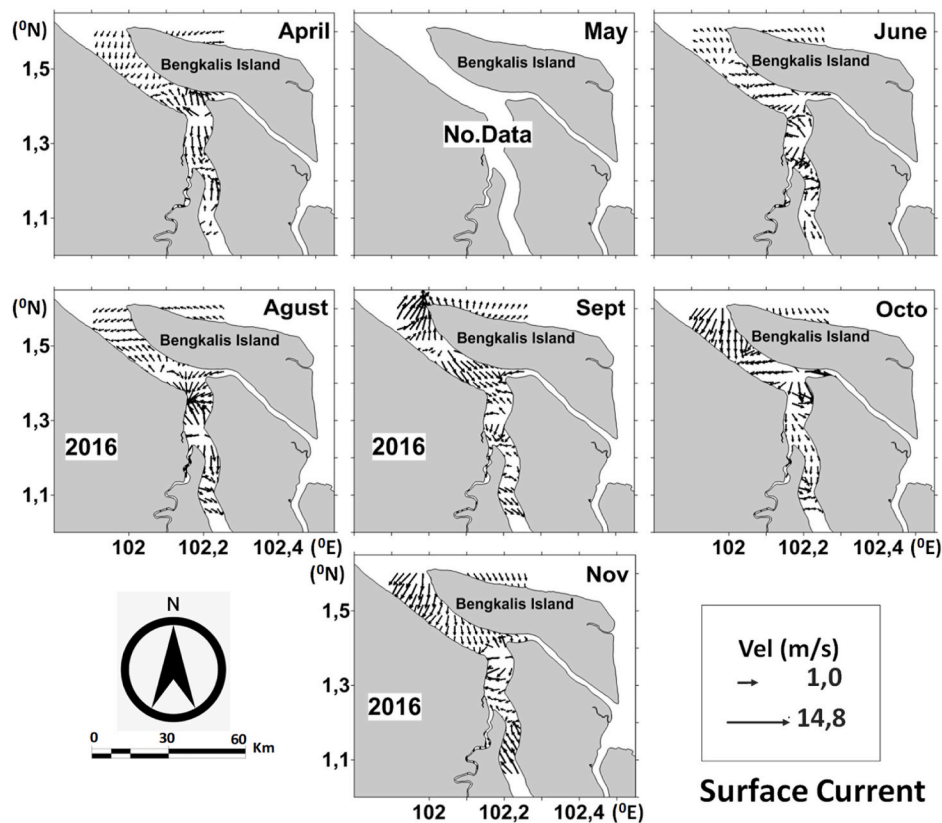 (⁰N)
April
May
June
Bengkalis Island
Bengkalis Island
Bengkalis Island
1,5
1,3
1,1
No.Data
(⁰N)
Agust
Sept
Octo
Bengkalis Island
Bengkalis Island
Bengkalis Island
1,5
1,3
1,1
2016
2016
102 102,2 102,4 (⁰E)
102 102,2 102,4 (⁰E)
(⁰N)
Nov
Bengkalis Island
1,5
1,3
1,1
2016
102 102,2 102,4 (⁰E)
N
0 30 60
Km
Vel (m/s)
1,0
14,8
Surface Current